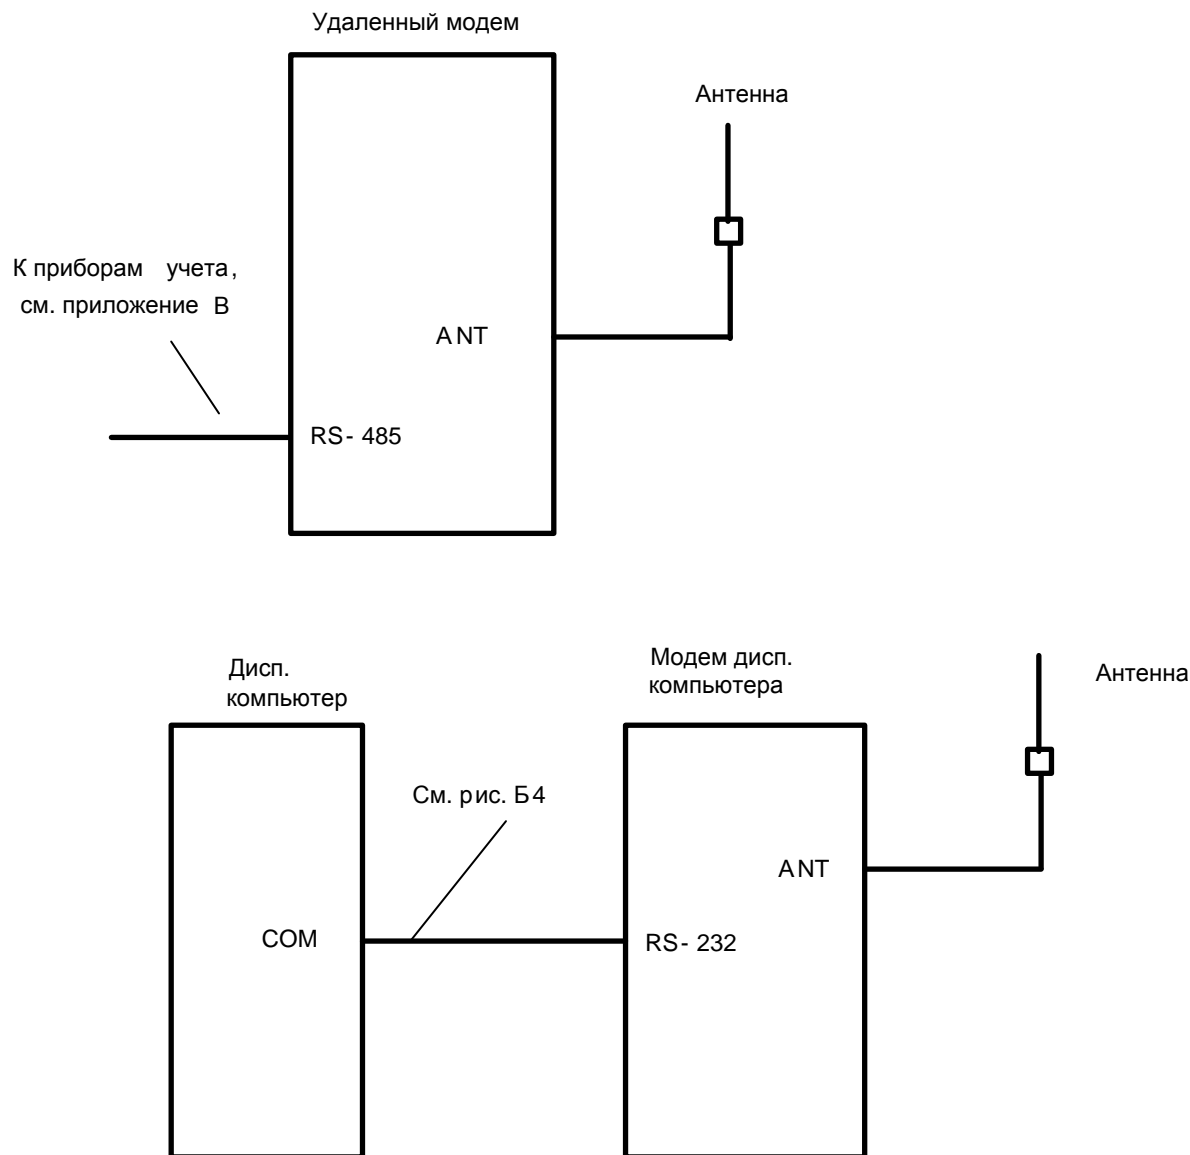 Удаленный модем
Антенна
К приборам учета,
см. приложение В
ANT
RS- 485
Дисп.
компьютер
Модем дисп.
компьютера
Антенна
См. рис. Б4
ANT
COM
RS- 232